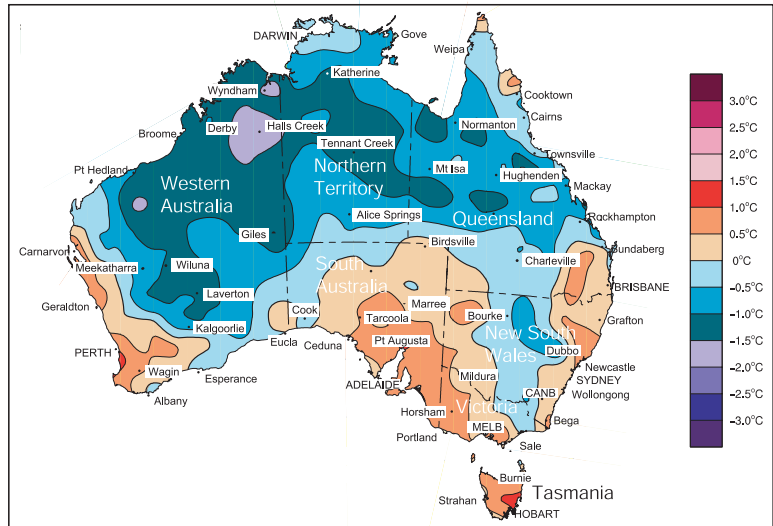 DARWIN
Gove
Weipa
Katherine
Wyndham
Cooktown
Derby
Halls Creek
Cairns
Broome
Normanton
Tennant Creek
Townsville
Pt Hedland
Northern
Territory
Mt Isa
Hughenden
Western
Australia
Mackay
Alice Springs
Queensland
Rackhampton
Giles
Birdsville
Carnarvon
Bundaberg
Meekatharra
Wiluna
South
Australia
Charleville
Laverton
BRISBANE
Geraldton
Cook
Marree
Tarcoola
Bourke
Grafton
Kalgoorlie
New South
Wales
Eucla
Ceduna
Pt Augusta
Dubbo
PERTH
Wagin
Esperance
Newcastle
SYDNEY
Wollongong
Mildura
ADELAIDE
CANB
Albany
Horsham
Victoria
Bega
Portland
MELB
Sale
Burnie
Tasmania
Strahan
HOBART
3.0°C
2.5°C
2.0°C
1.5°C
1.0°C
0.5°C
0°C
−0.5°C
−1.0°C
−1.5°C
−2.0°C
−2.5°C
−3.0°C